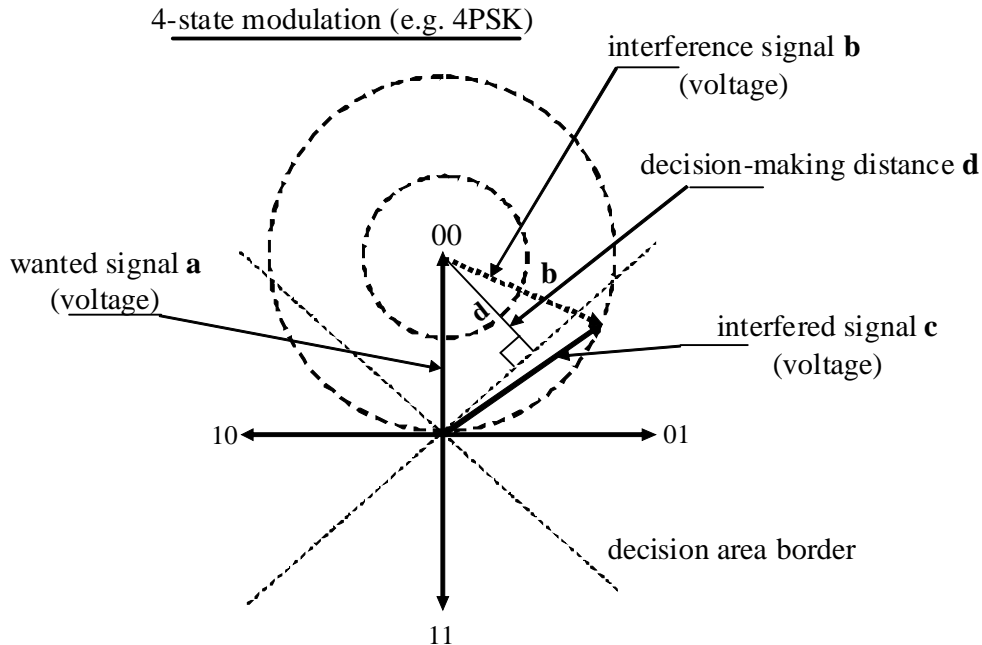 4-state modulation (e.g. 4PSK)
interference signal b
(voltage)
decision-making distance d
00
wanted signal a
(voltage)
b
d
interfered signal c
(voltage)
10
01
decision area border
11